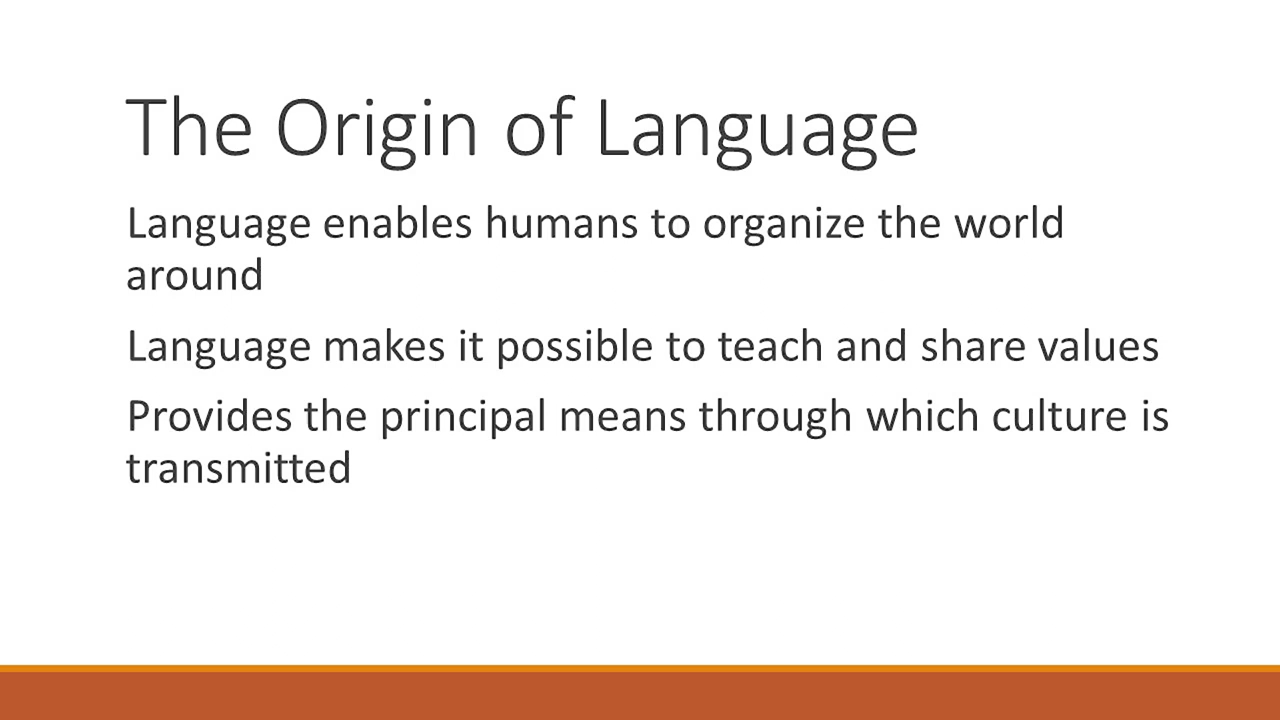 The Origin of Language
Language enables humans to organize the world
around
Language makes it possible to teach and share values
Provides the principal means through which culture is
transmitted